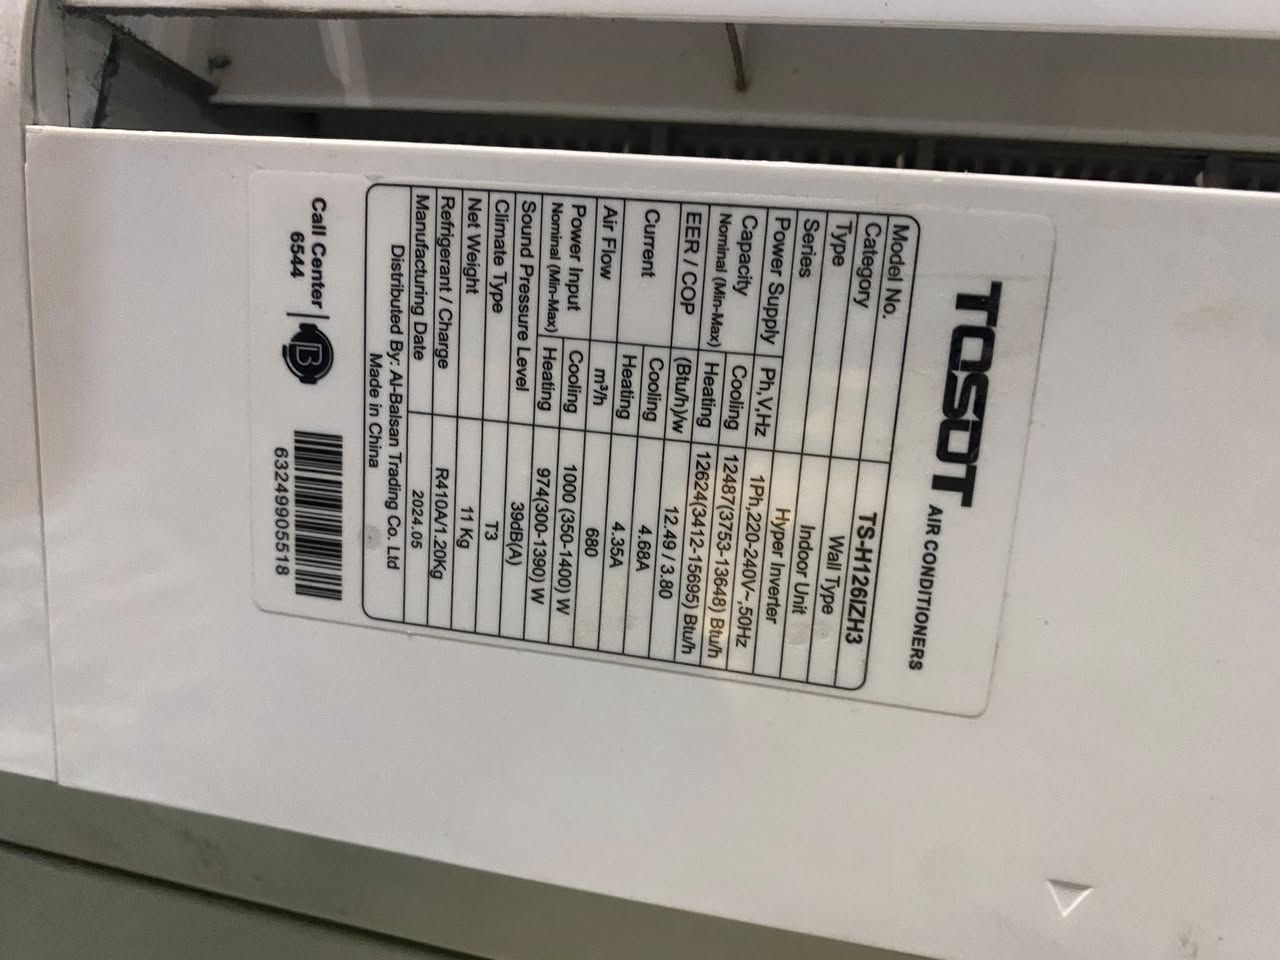 TOSOT AIR CONDITIONERS
Model No. TS-H126IZH3
Category Wall Type
Type Indoor Unit
Series Hyper Inverter
Power Supply Ph,V,Hz 1Ph,220-240V~,50Hz
Capacity Cooling 12487(3753-13648) Btu/h
Nominal (Min-Max) Heating 12624(3412-15695) Btu/h
EER / COP (Btu/h)/w 12.49 / 3.80
Current Cooling 4.68A
Heating 4.35A
Air Flow m³/h 680
Power Input Cooling 1000 (350-1400) W
Nominal (Min-Max) Heating 974(300-1390) W
Sound Pressure Level 39dB(A)
Climate Type T3
Net Weight 11 Kg
Refrigerant / Charge R410A/1.20Kg
Manufacturing Date 2024.05
Distributed By: Al-Balsan Trading Co. Ltd
Made in China
Call Center
6544
B
63249905518